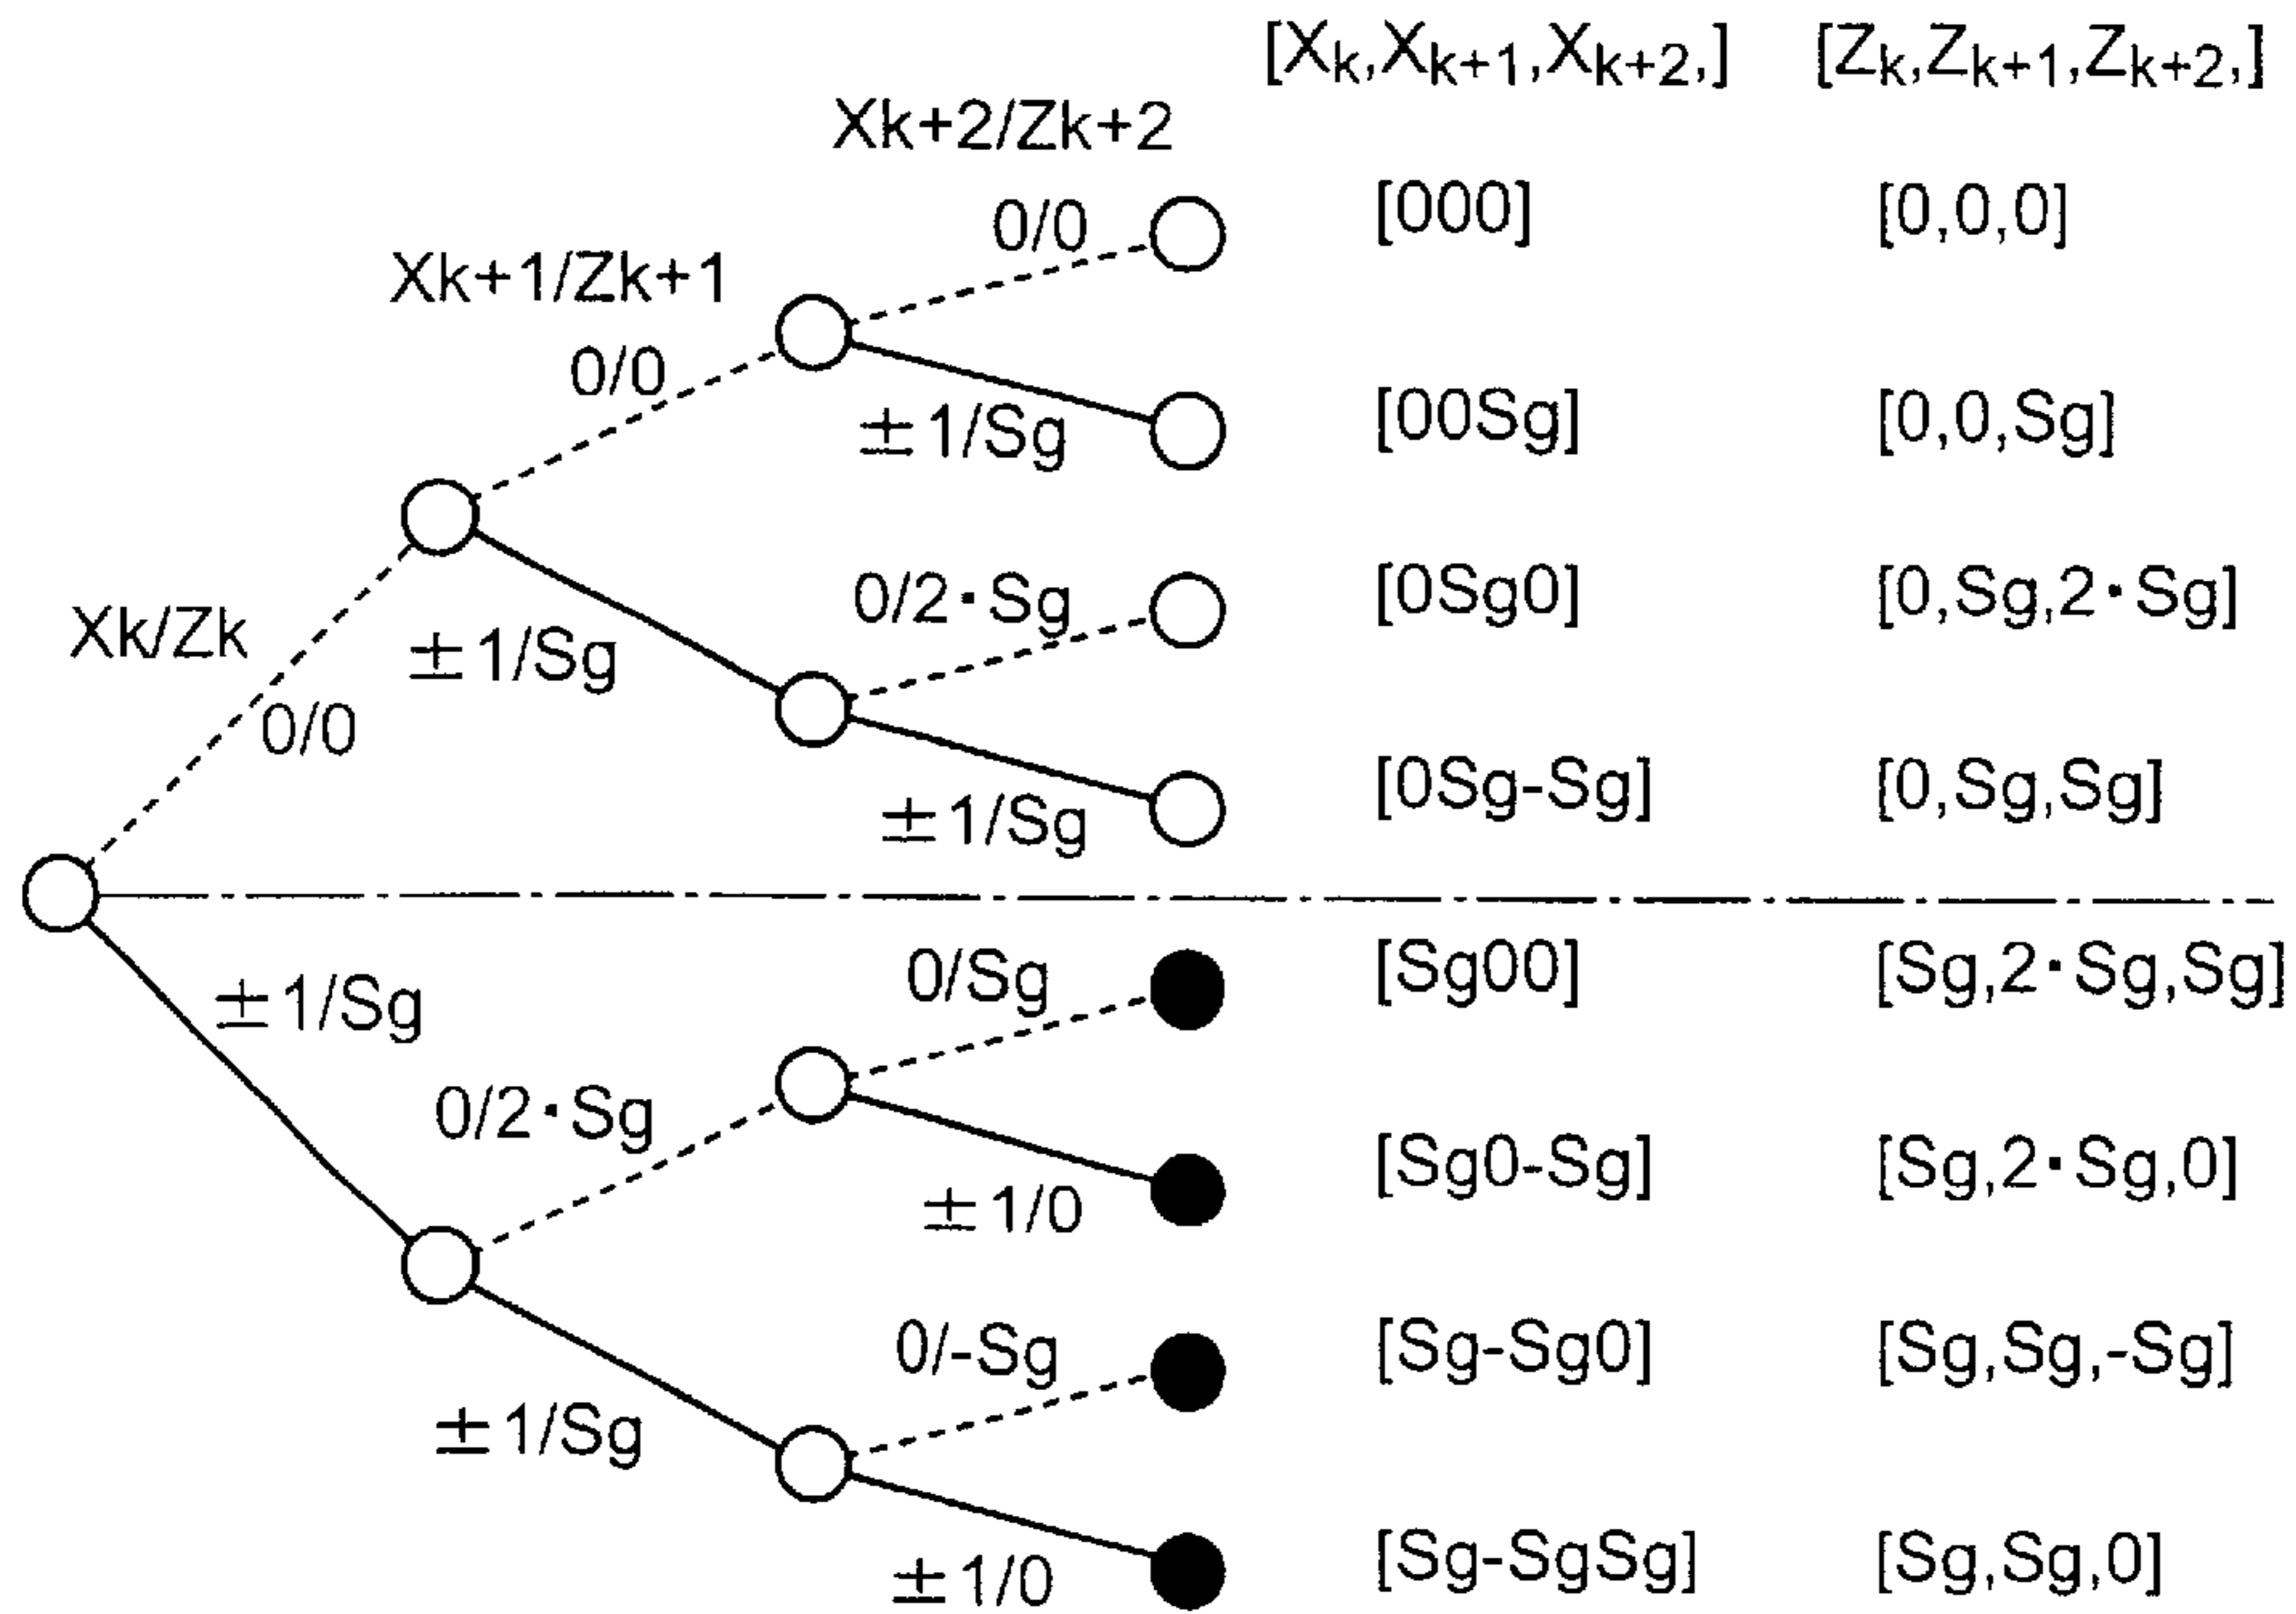 [Xk,Xk+1,Xk+2,] [Zk,Zk+1,Zk+2,]
Xk+2/Zk+2
0/0 [000] [0,0,0]
Xk+1/Zk+1
0/0
±1/Sg [00Sg] [0,0,Sg]
0/2·Sg [0Sg0] [0,Sg,2·Sg]
Xk/Zk
±1/Sg
0/0
±1/Sg [0Sg-Sg] [0,Sg,Sg]
0/Sg [Sg00] [Sg,2·Sg,Sg]
±1/Sg
0/2·Sg
±1/0 [Sg0-Sg] [Sg,2·Sg,0]
0/-Sg [Sg-Sg0] [Sg,Sg,-Sg]
±1/Sg
±1/0 [Sg-SgSg] [Sg,Sg,0]